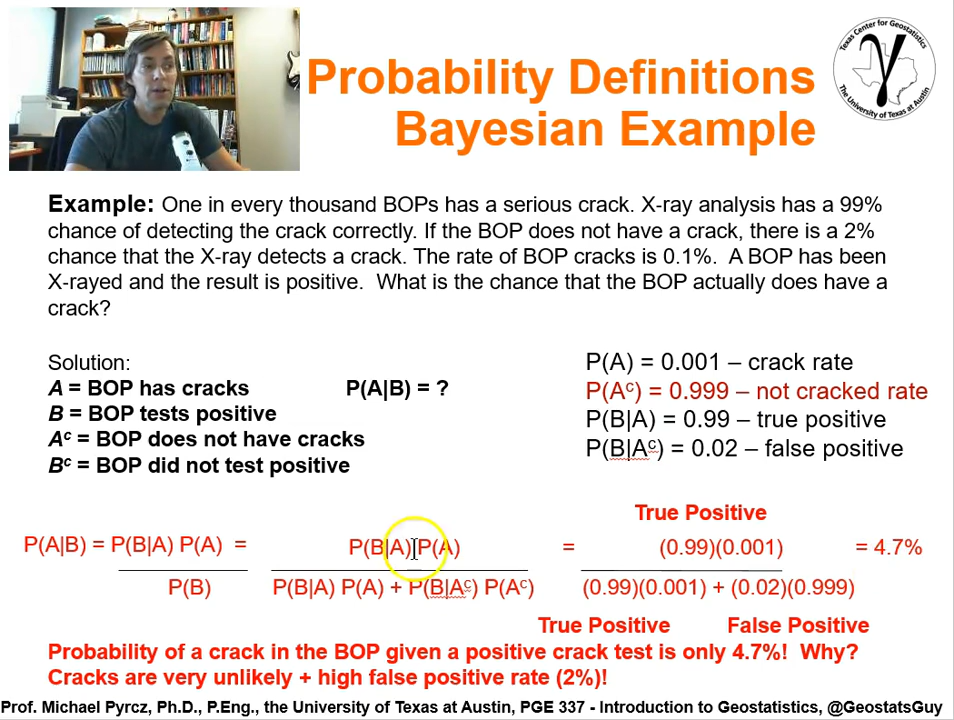 Probability Definitions
Bayesian Example
Texas Center for Geostatistics
The University of Texas at Austin
γ
Example: One in every thousand BOPs has a serious crack. X-ray analysis has a 99%
chance of detecting the crack correctly. If the BOP does not have a crack, there is a 2%
chance that the X-ray detects a crack. The rate of BOP cracks is 0.1%. A BOP has been
X-rayed and the result is positive. What is the chance that the BOP actually does have a
crack?
Solution:
A = BOP has cracks P(A|B) = ?
B = BOP tests positive
Aᶜ = BOP does not have cracks
Bᶜ = BOP did not test positive
P(A) = 0.001 – crack rate
P(Aᶜ) = 0.999 – not cracked rate
P(B|A) = 0.99 – true positive
P(B|Aᶜ) = 0.02 – false positive
True Positive
P(A|B) = P(B|A) P(A) = P(B|A) P(A) = (0.99)(0.001) = 4.7%
P(B) P(B|A) P(A) + P(B|Aᶜ) P(Aᶜ) (0.99)(0.001) + (0.02)(0.999)
True Positive False Positive
Probability of a crack in the BOP given a positive crack test is only 4.7%! Why?
Cracks are very unlikely + high false positive rate (2%)!
Prof. Michael Pyrcz, Ph.D., P.Eng., the University of Texas at Austin, PGE 337 - Introduction to Geostatistics, @GeostatsGuy